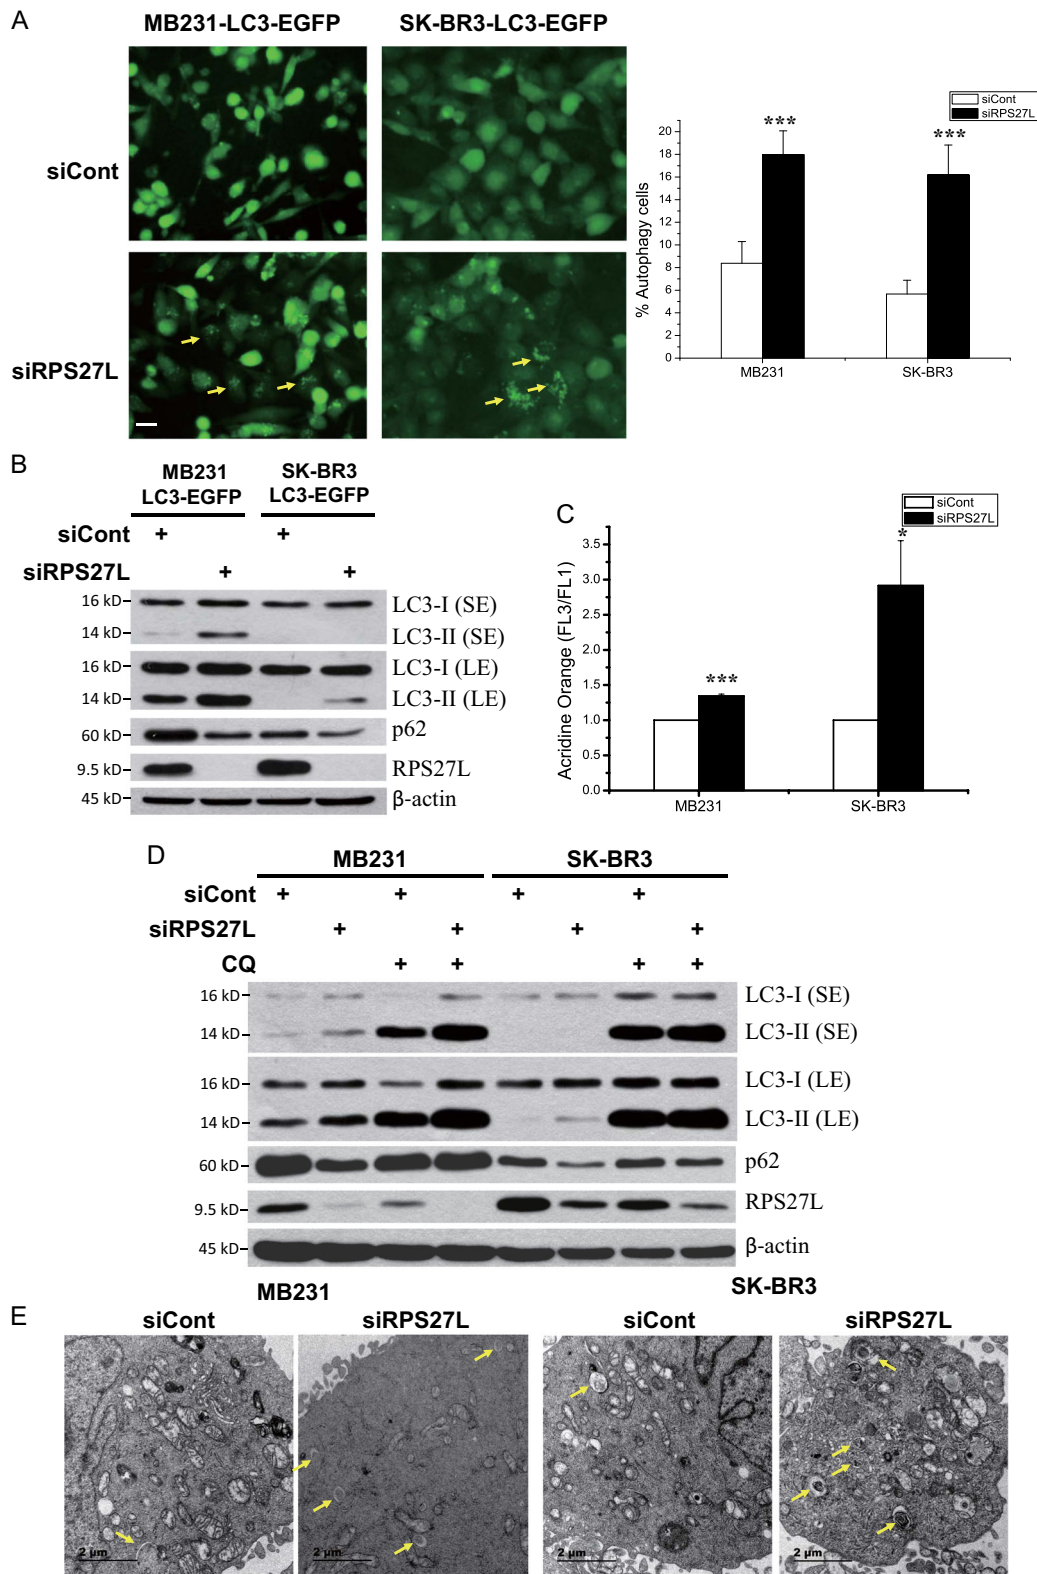 A
MB231-LC3-EGFP SK-BR3-LC3-EGFP
siCont
siRPS27L
siCont
siRPS27L
% Autophagy cells
20
18
16
14
12
10
8
6
4
2
0
*** ***
MB231 SK-BR3
B
MB231 LC3-EGFP
SK-BR3 LC3-EGFP
siCont + +
siRPS27L + +
16 kD LC3-I (SE)
14 kD LC3-II (SE)
16 kD LC3-I (LE)
14 kD LC3-II (LE)
60 kD p62
9.5 kD RPS27L
45 kD β-actin
C
siCont
siRPS27L
Acridine Orange (FL3/FL1)
3.5
3.0
2.5
2.0
1.5
1.0
0.5
0.0
*** *
MB231 SK-BR3
D
MB231 SK-BR3
siCont + + + +
siRPS27L + + + +
CQ + + + +
16 kD LC3-I (SE)
14 kD LC3-II (SE)
16 kD LC3-I (LE)
14 kD LC3-II (LE)
60 kD p62
9.5 kD RPS27L
45 kD β-actin
E
MB231 SK-BR3
siCont siRPS27L siCont siRPS27L
2 μm 2 μm 2 μm 2 μm